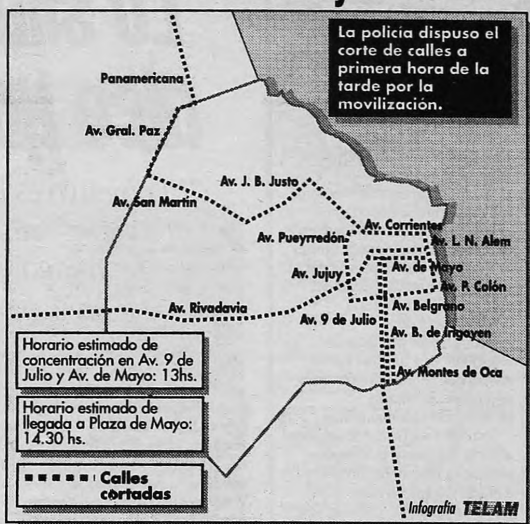 La policía dispuso el
corte de calles a
primera hora de la
tarde por la
movilización.
Panamericana
Av. Gral. Paz
Av. San Martín
Av. J. B. Justo
Av. Corrientes
Av. Pueyrredón
Av. L. N. Alem
Av. Jujuy
Av. de Mayo
Av. P. Colón
Av. Rivadavia
Av. 9 de Julio
Av. Belgrano
Av. B. de Irigoyen
Av. Montes de Oca
Horario estimado de
concentración en Av. 9 de
Julio y Av. de Mayo: 13hs.
Horario estimado de
llegada a Plaza de Mayo:
14.30 hs.
Calles
cortadas
Infografía TELAM